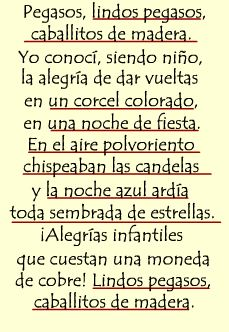 Pegasos, lindos pegasos,
caballitos de madera.
Yo conocí, siendo niño,
la alegría de dar vueltas
en un corcel colorado,
en una noche de fiesta.
En el aire polvoriento
chispeaban las candelas
y la noche azul ardía
toda sembrada de estrellas.
¡Alegrías infantiles
que cuestan una moneda
de cobre! Lindos pegasos,
caballitos de madera.